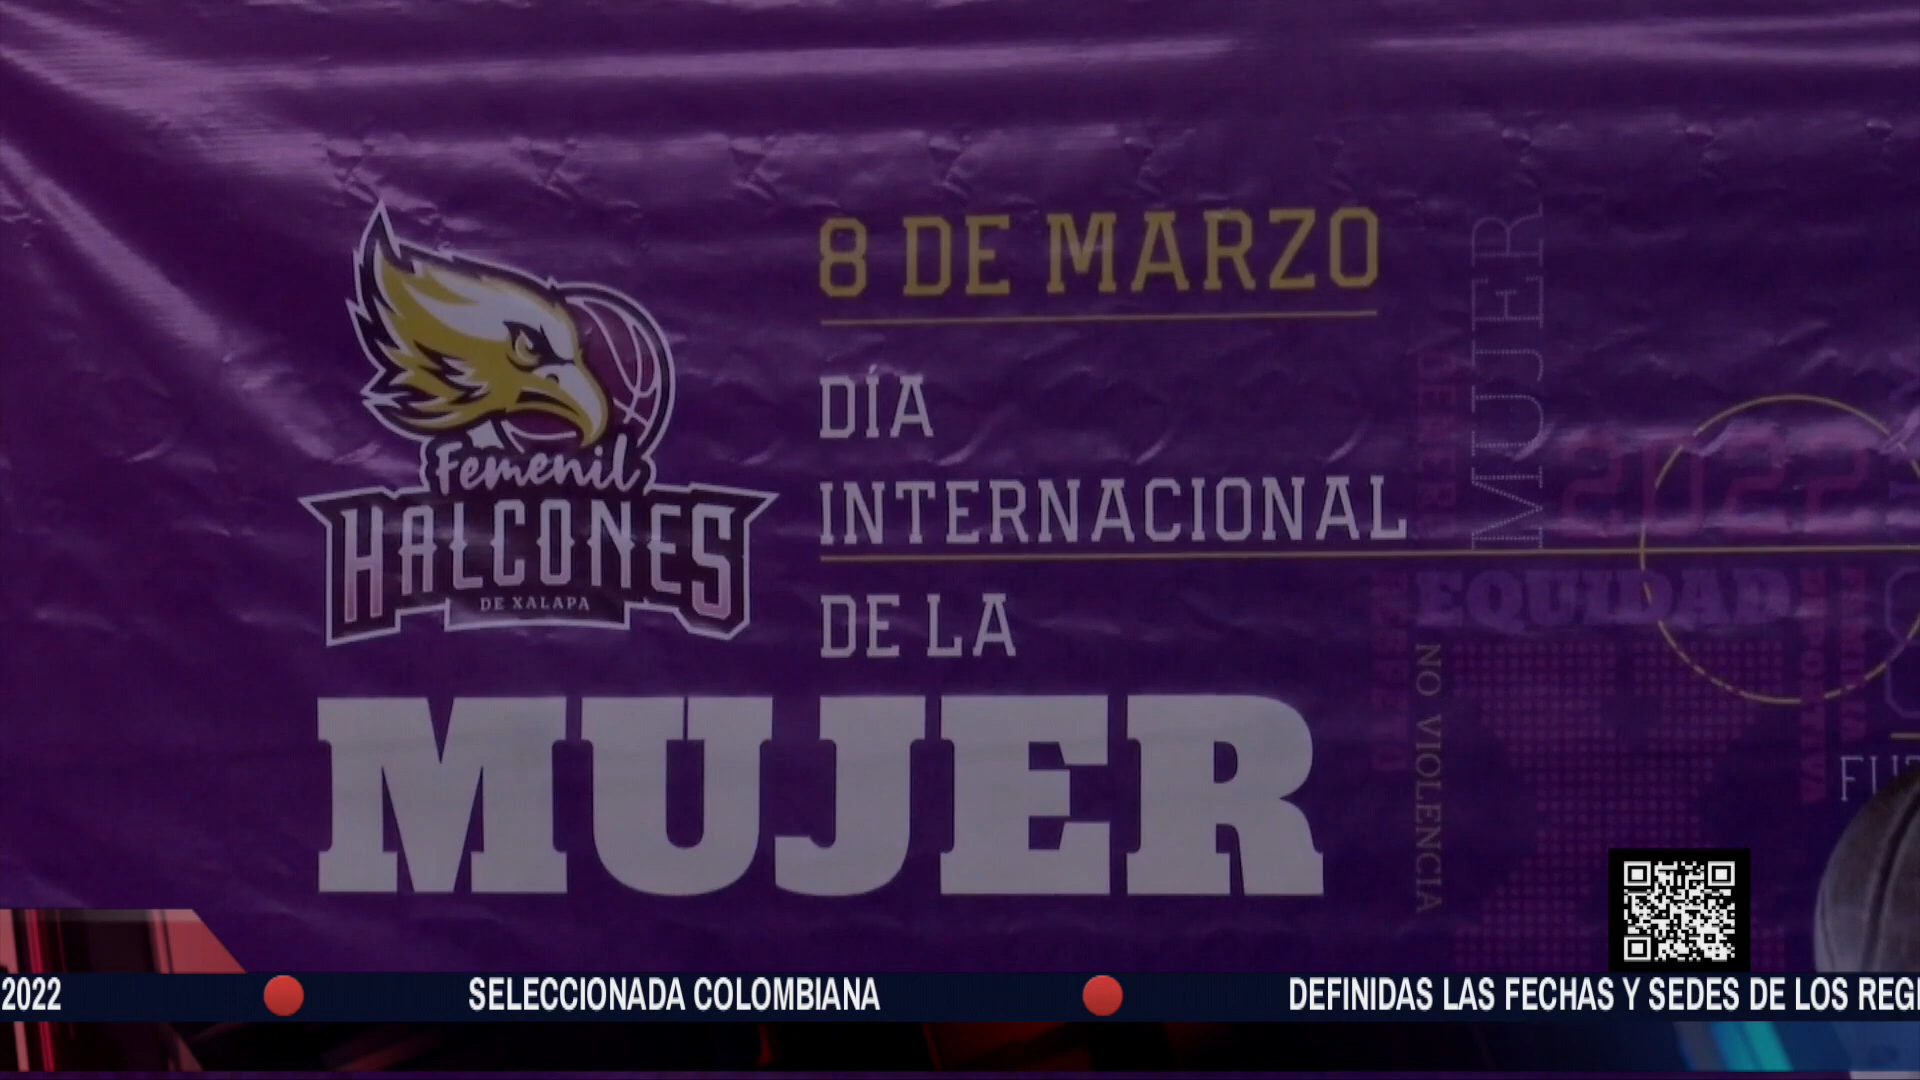 8 DE MARZO
DÍA
INTERNACIONAL
DE LA
MUJER
Femenil
HALCONES
DE XALAPA
MUJER
2022
EQUIDAD
NO VIOLENCIA
2022
SELECCIONADA COLOMBIANA
DEFINIDAS LAS FECHAS Y SEDES DE LOS REGI